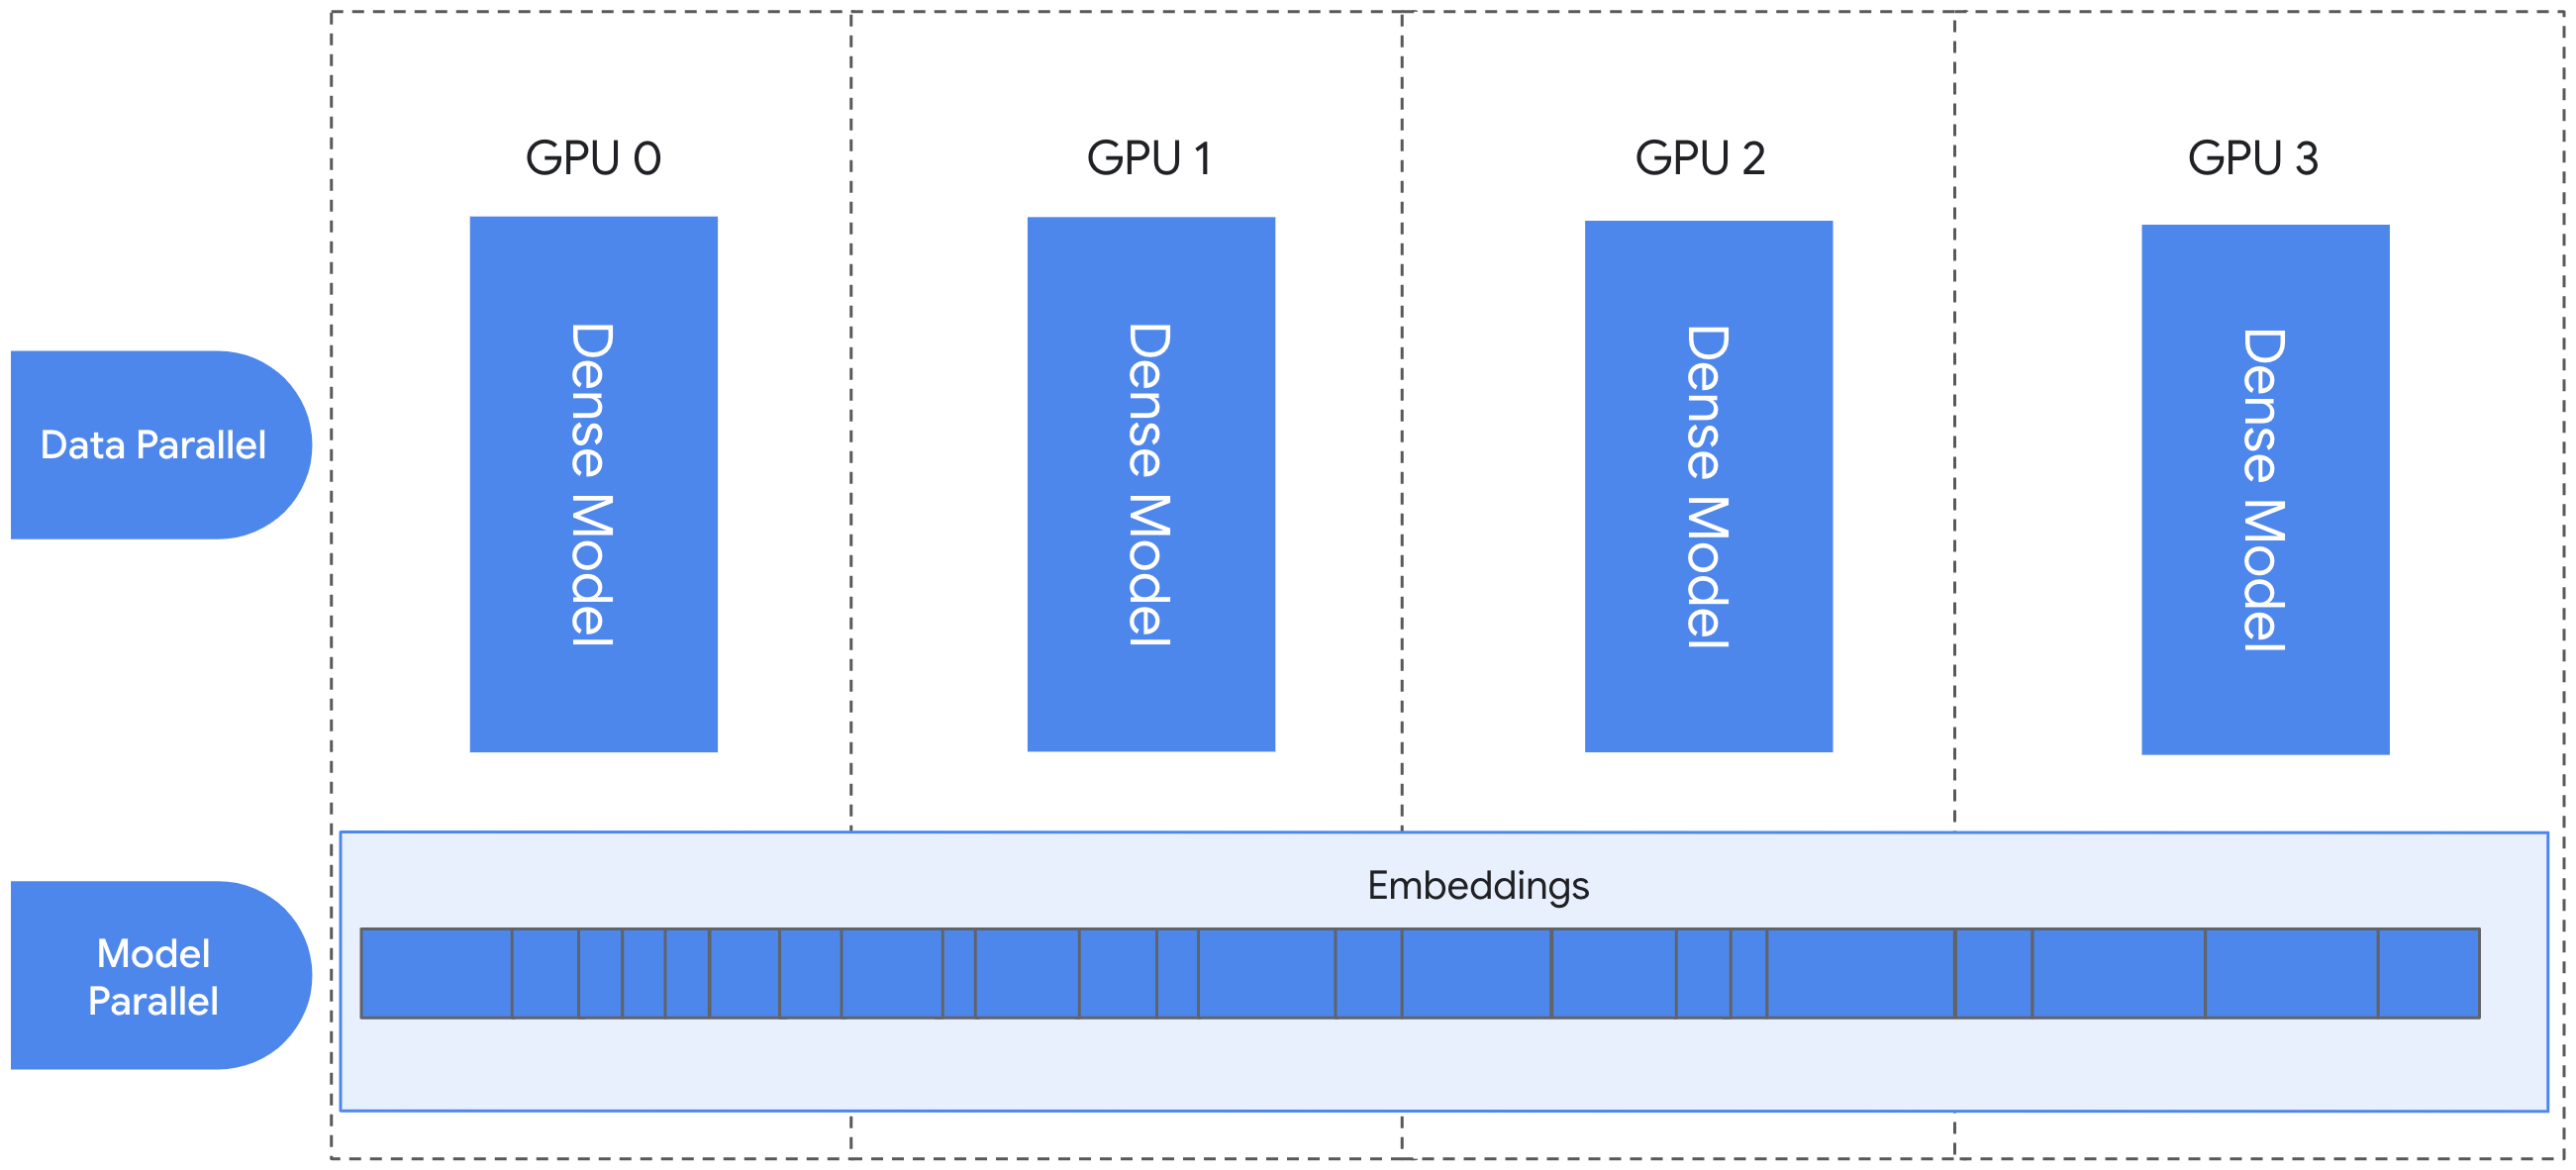 GPU 0
GPU 1
GPU 2
GPU 3
Data Parallel
Dense Model
Dense Model
Dense Model
Dense Model
Embeddings
Model
Parallel